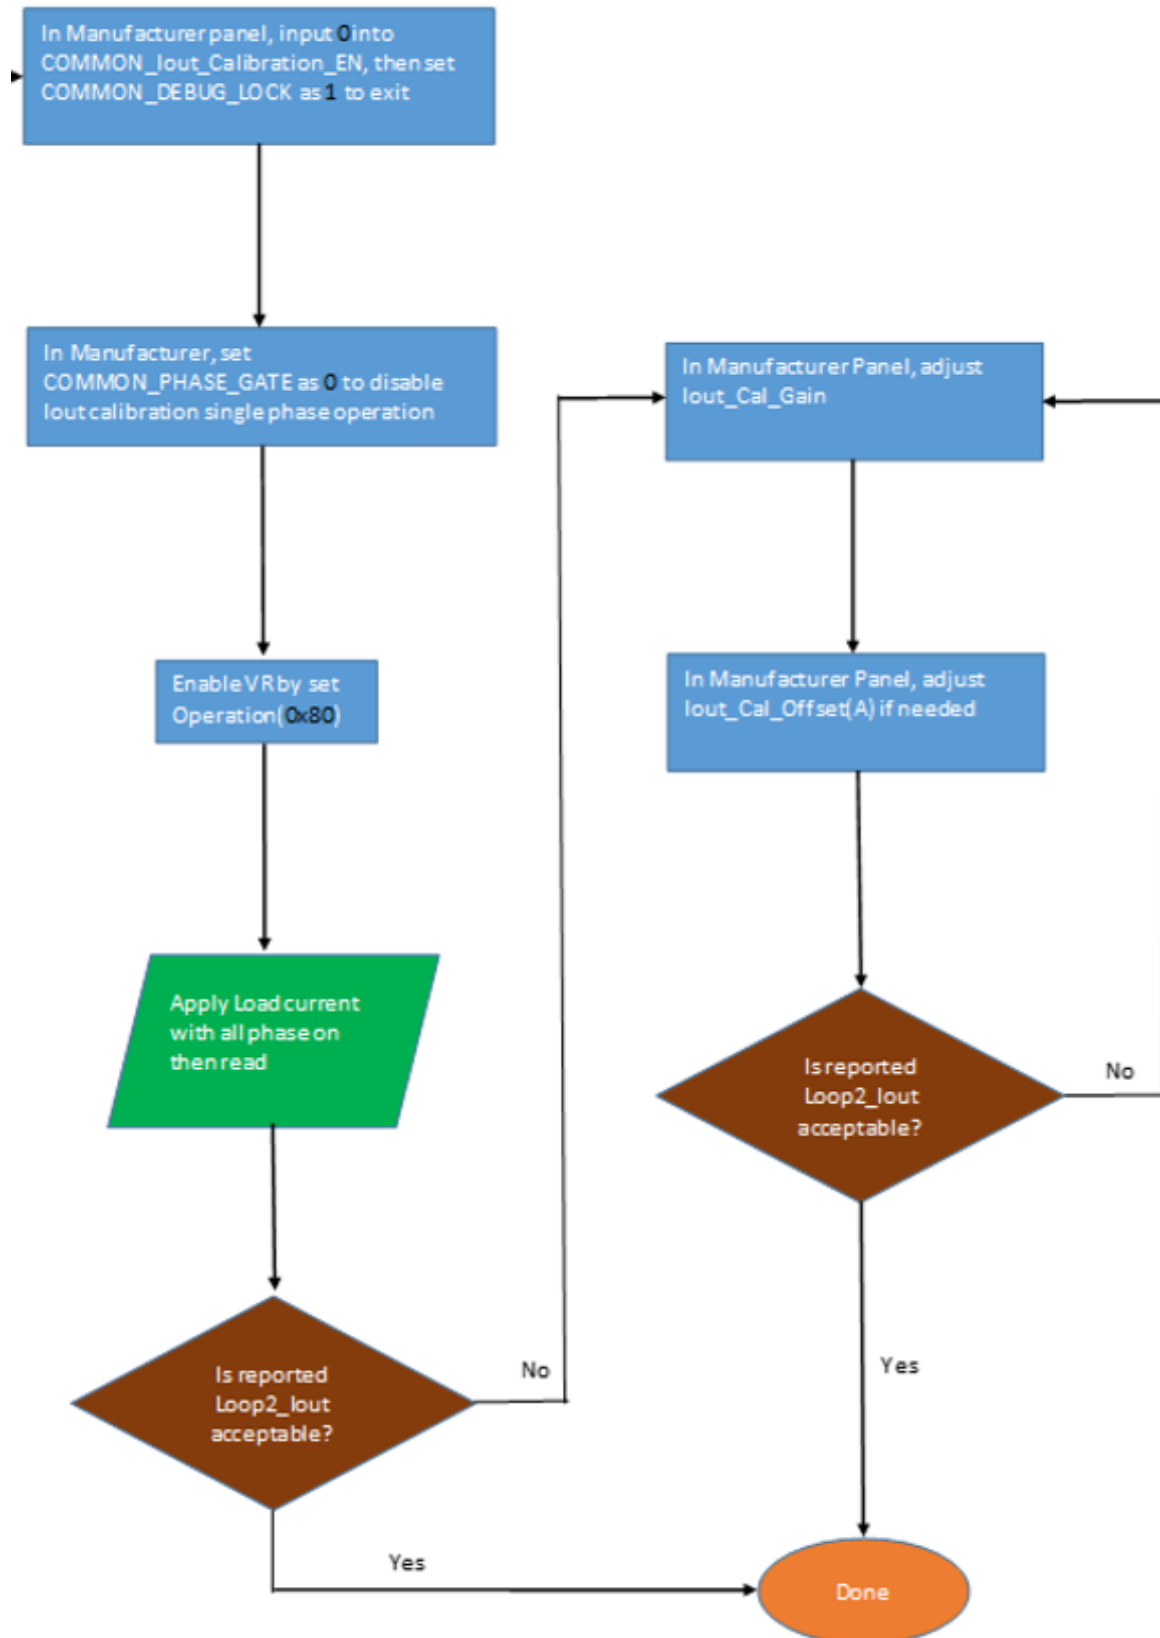 In Manufacturer panel, input 0 into
COMMON_Iout_Calibration_EN, then set
COMMON_DEBUG_LOCK as 1 to exit
In Manufacturer, set
COMMON_PHASE_GATE as 0 to disable
Iout calibration single phase operation
Enable VR by set
Operation(0x80)
Apply Load current
with all phase on
then read
Is reported
Loop2_Iout
acceptable?
No
Yes
In Manufacturer Panel, adjust
Iout_Cal_Gain
In Manufacturer Panel, adjust
Iout_Cal_Offset(A) if needed
Is reported
Loop2_Iout
acceptable?
No
Yes
Done